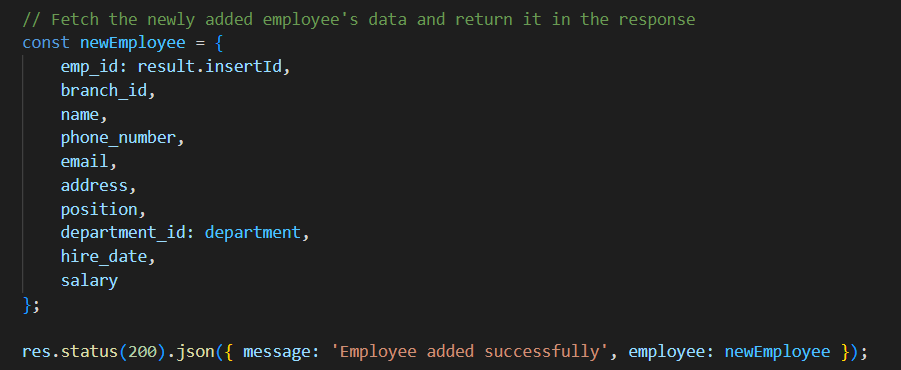 // Fetch the newly added employee's data and return it in the response
const newEmployee = {
    emp_id: result.insertId,
    branch_id,
    name,
    phone_number,
    email,
    address,
    position,
    department_id: department,
    hire_date,
    salary
};
res.status(200).json({ message: 'Employee added successfully', employee: newEmployee });